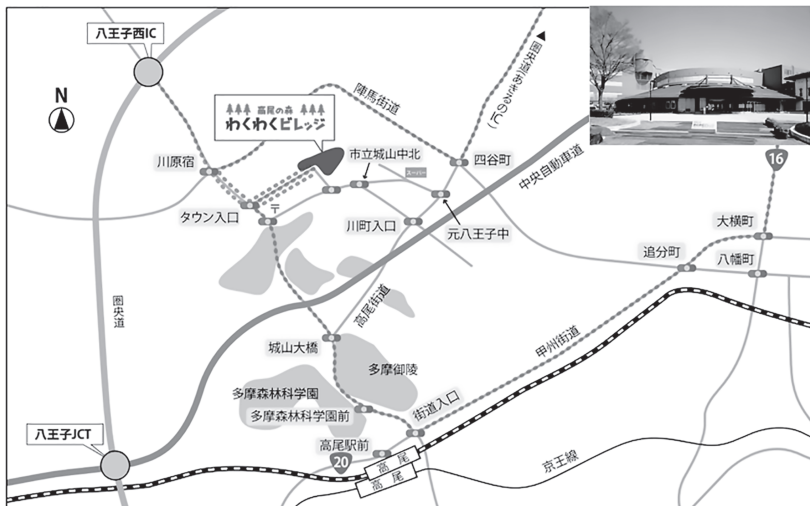 八王子西IC
圏央道(あきるのIC)
N
陣馬街道
高尾の森
わくわくビレッジ
市立城山中北
スーパー
四谷町
川原宿
中央自動車道
16
タウン入口
〒
川町入口
元八王子中
大横町
追分町
八幡町
圏央道
高尾街道
城山大橋
甲州街道
多摩御陵
多摩森林科学園
多摩森林科学園前
街道入口
八王子JCT
高尾駅前
20
高尾
高尾
京王線